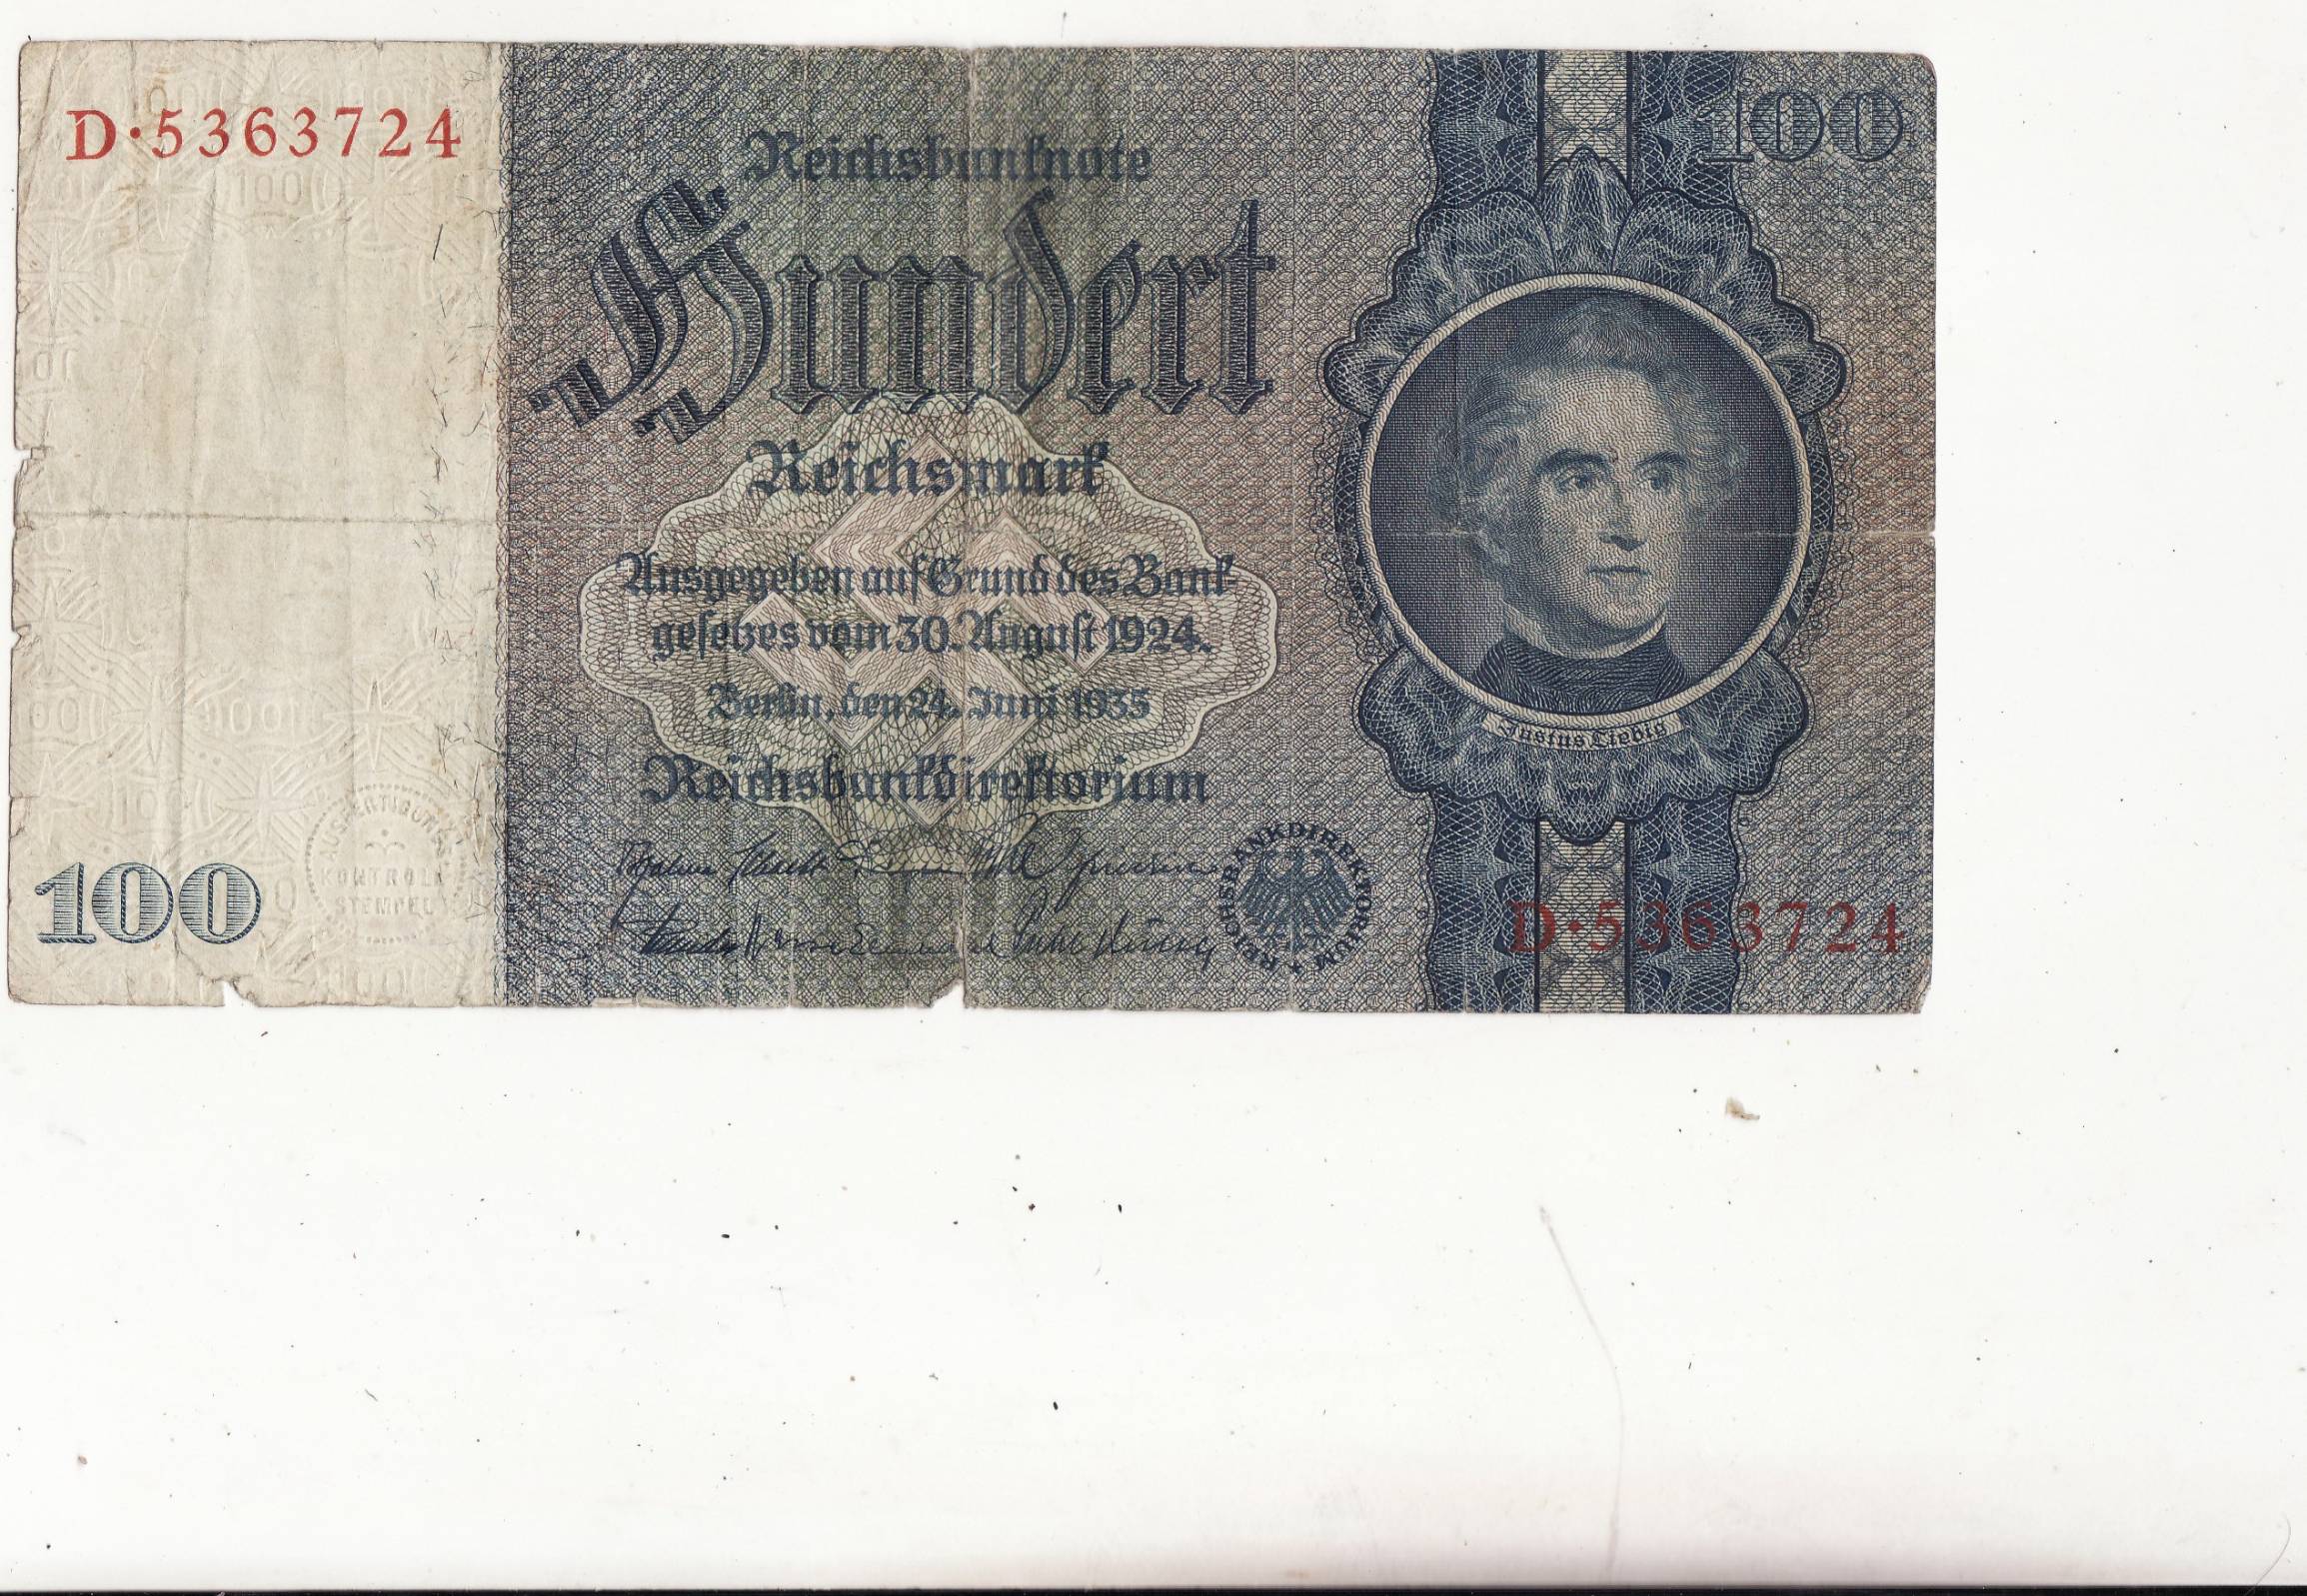 D·5363724
100
Reichsbanknote
Hundert
Reichsmark
Ausgegeben auf Grund des Bank-
gesetzes vom 30. August 1924.
Berlin, den 24. Juni 1935
Reichsbankdirektorium
Justus Liebig
REICHSBANKDIREKTORIUM
100
AUSFERTIGUNGS
KONTROLL
STEMPEL
D·5363724